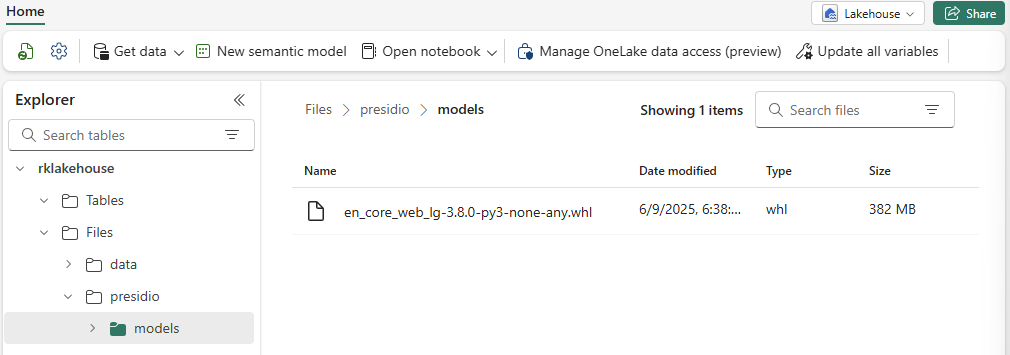 Home
Lakehouse
Share
Get data
New semantic model
Open notebook
Manage OneLake data access (preview)
Update all variables
Explorer
Search tables
rklakehouse
Tables
Files
data
presidio
models
Files > presidio > models
Showing 1 items
Search files
Name Date modified Type Size
en_core_web_lg-3.8.0-py3-none-any.whl 6/9/2025, 6:38:... whl 382 MB